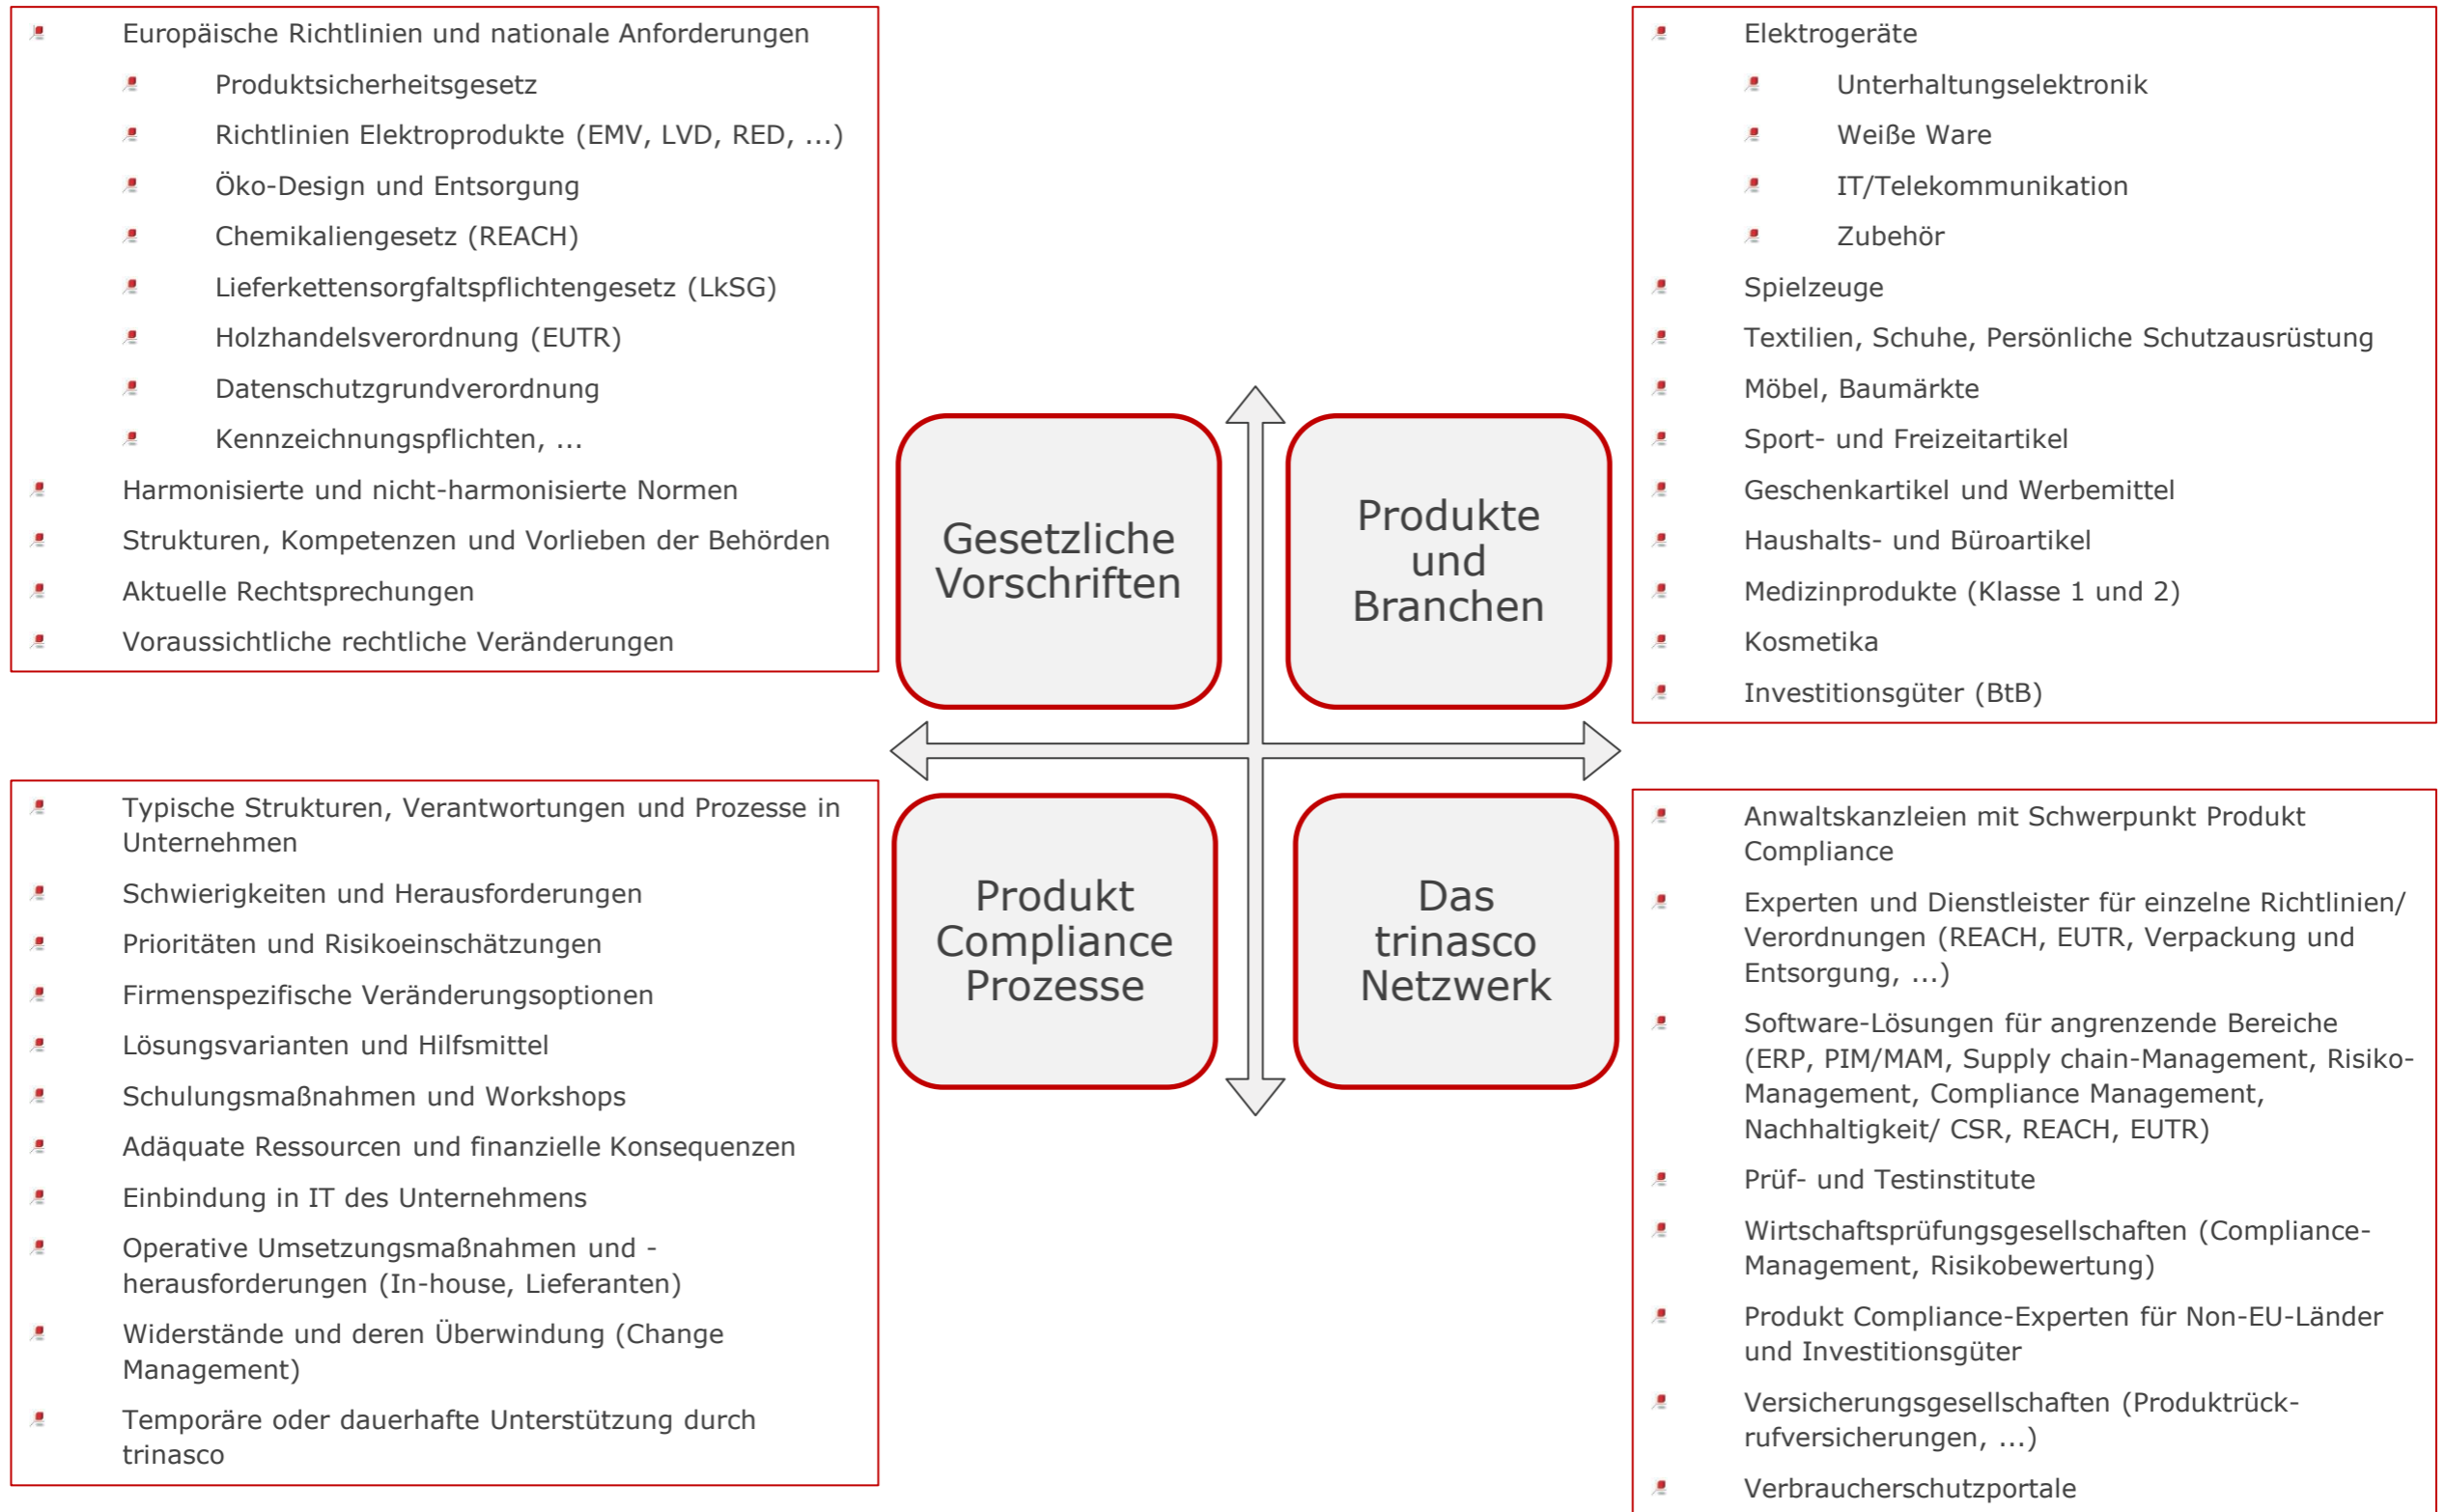 Europäische Richtlinien und nationale Anforderungen
Produktsicherheitsgesetz
Richtlinien Elektroprodukte (EMV, LVD, RED, ...)
Öko-Design und Entsorgung
Chemikaliengesetz (REACH)
Lieferkettensorgfaltspflichtengesetz (LkSG)
Holzhandelsverordnung (EUTR)
Datenschutzgrundverordnung
Kennzeichnungspflichten, ...
Harmonisierte und nicht-harmonisierte Normen
Strukturen, Kompetenzen und Vorlieben der Behörden
Aktuelle Rechtsprechungen
Voraussichtliche rechtliche Veränderungen
Gesetzliche
Vorschriften
Produkte
und
Branchen
Elektrogeräte
Unterhaltungselektronik
Weiße Ware
IT/Telekommunikation
Zubehör
Spielzeuge
Textilien, Schuhe, Persönliche Schutzausrüstung
Möbel, Baumärkte
Sport- und Freizeitartikel
Geschenkartikel und Werbemittel
Haushalts- und Büroartikel
Medizinprodukte (Klasse 1 und 2)
Kosmetika
Investitionsgüter (BtB)
Typische Strukturen, Verantwortungen und Prozesse in
Unternehmen
Schwierigkeiten und Herausforderungen
Prioritäten und Risikoeinschätzungen
Firmenspezifische Veränderungsoptionen
Lösungsvarianten und Hilfsmittel
Schulungsmaßnahmen und Workshops
Adäquate Ressourcen und finanzielle Konsequenzen
Einbindung in IT des Unternehmens
Operative Umsetzungsmaßnahmen und -
herausforderungen (In-house, Lieferanten)
Widerstände und deren Überwindung (Change
Management)
Temporäre oder dauerhafte Unterstützung durch
trinasco
Produkt
Compliance
Prozesse
Das
trinasco
Netzwerk
Anwaltskanzleien mit Schwerpunkt Produkt
Compliance
Experten und Dienstleister für einzelne Richtlinien/
Verordnungen (REACH, EUTR, Verpackung und
Entsorgung, ...)
Software-Lösungen für angrenzende Bereiche
(ERP, PIM/MAM, Supply chain-Management, Risiko-
Management, Compliance Management,
Nachhaltigkeit/ CSR, REACH, EUTR)
Prüf- und Testinstitute
Wirtschaftsprüfungsgesellschaften (Compliance-
Management, Risikobewertung)
Produkt Compliance-Experten für Non-EU-Länder
und Investitionsgüter
Versicherungsgesellschaften (Produktrück-
rufversicherungen, ...)
Verbraucherschutzportale